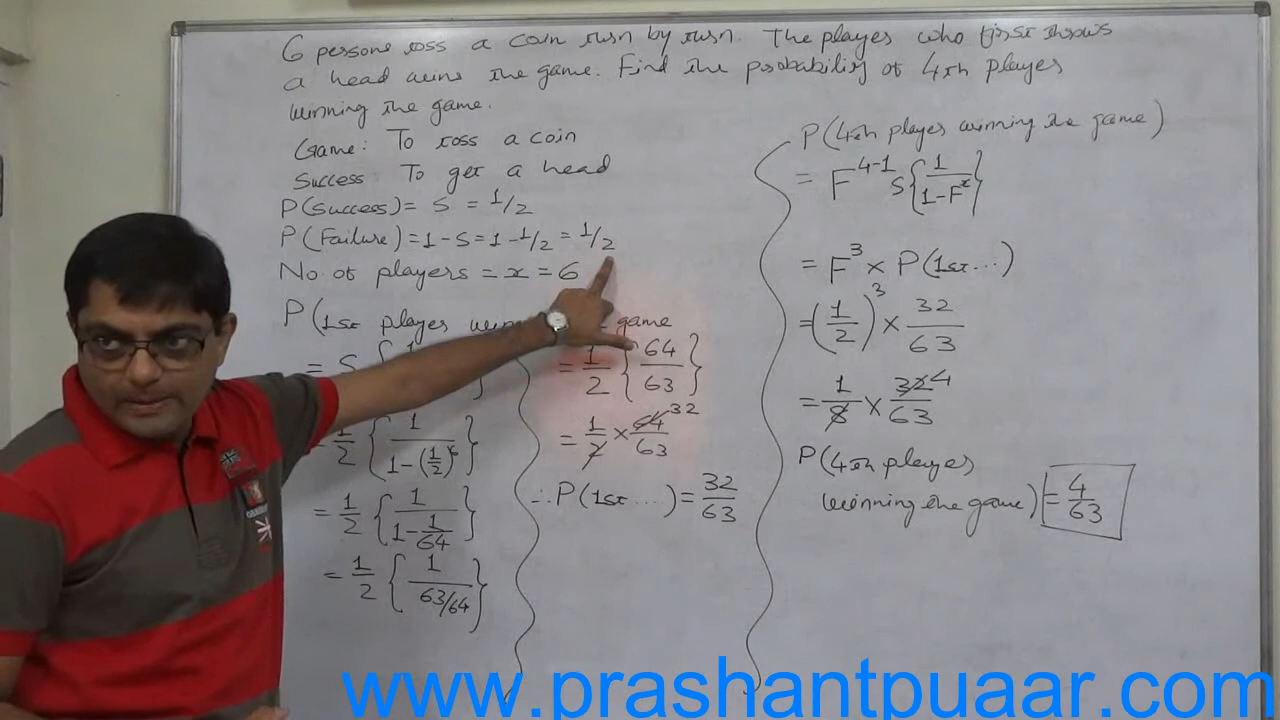 6 persons toss a coin turn by turn. The player who first throws
a head wins the game. Find the probability of 4th player
winning the game.
Game: To toss a coin
Success: To get a head
P(Success) = S = 1/2
P(Failure) = 1 - S = 1 - 1/2 = 1/2
No of players = x = 6
P(1st player game
= S { 1
= 1/2 { 1 / 1-(1/2)^6 }
= 1/2 { 1 / 1-1/64 }
= 1/2 { 1 / 63/64 }
= 1/2 { 64/63 }
= 1/2 × 64/63 32
∴ P(1st ...) = 32/63
P(4th player winning the game)
= F^4-1 S { 1 / 1-F^x }
= F^3 × P(1st...)
= (1/2)^3 × 32/63
= 1/8 × 32/63 4
P(4th player
winning the game) = 4/63
www.prashantpuaar.com